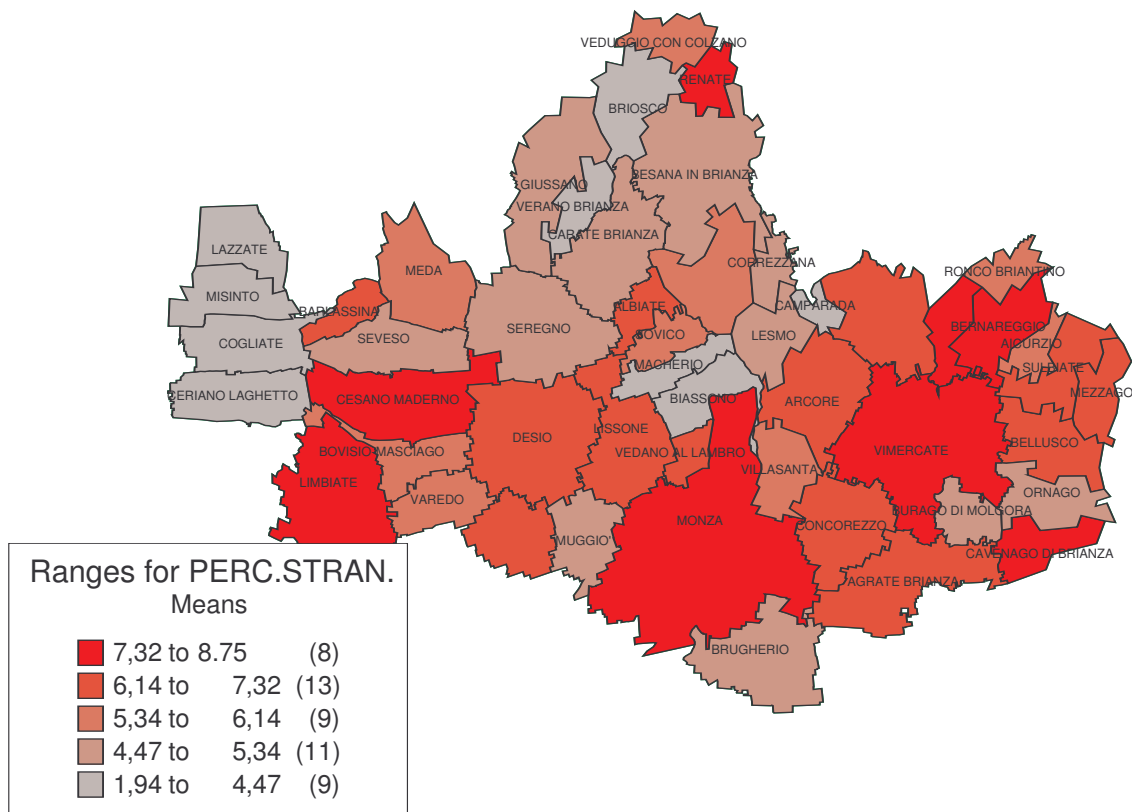 VEDUGGIO CON COLZANO
RENATE
BRIOSCO
BESANA IN BRIANZA
GIUSSANO
VERANO BRIANZA
CARATE BRIANZA
LAZZATE
MEDA
CORREZZANA
RONCO BRIANTINO
MISINTO
BARLASSINA
ALBIATE
CAMPARADA
BERNAREGGIO
SEREGNO
SOVICO
LESMO
AICURZIO
COGLIATE
SEVESO
MACHERIO
SULBIATE
CERIANO LAGHETTO
CESANO MADERNO
BIASSONO
ARCORE
MEZZAGO
DESIO
LISSONE
BELLUSCO
BOVISIO-MASCIAGO
VEDANO AL LAMBRO
VIMERCATE
LIMBIATE
VILLASANTA
VAREDO
ORNAGO
BURAGO DI MOLGORA
MONZA
CONCOREZZO
MUGGIO'
CAVENAGO DI BRIANZA
AGRATE BRIANZA
BRUGHERIO
Ranges for PERC.STRAN.
Means
7,32 to 8.75 (8)
6,14 to 7,32 (13)
5,34 to 6,14 (9)
4,47 to 5,34 (11)
1,94 to 4,47 (9)